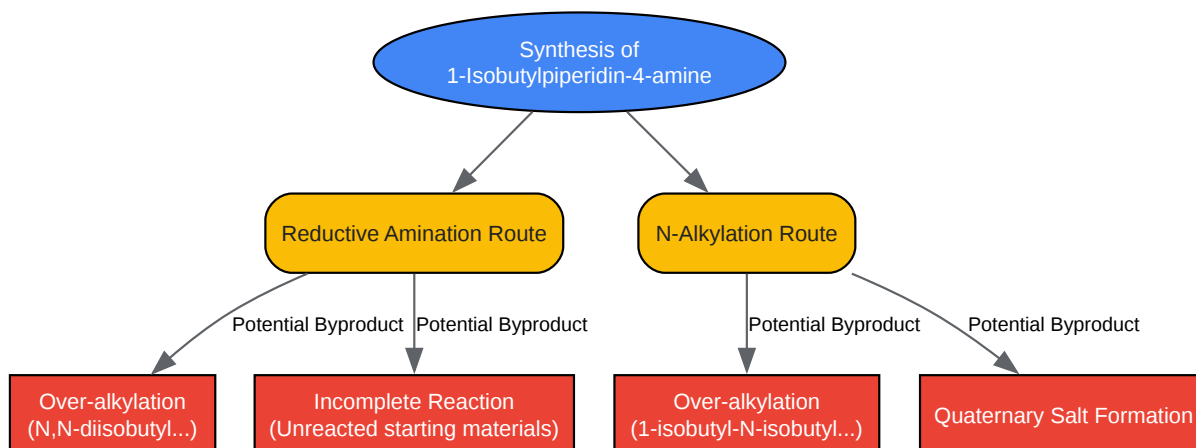 Synthesis of
1-Isobutylpiperidin-4-amine
Reductive Amination Route
N-Alkylation Route
Potential Byproduct
Potential Byproduct
Potential Byproduct
Potential Byproduct
Over-alkylation
(N,N-diisobutyl...)
Incomplete Reaction
(Unreacted starting materials)
Over-alkylation
(1-isobutyl-N-isobutyl...)
Quaternary Salt Formation